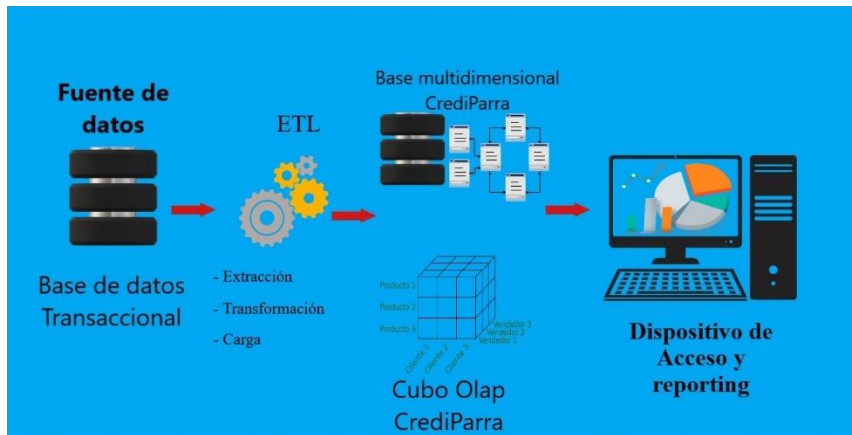 Fuente de
datos
Base de datos
Transaccional
ETL
- Extracción
- Transformación
- Carga
Base multidimensional
CrediParra
Producto 1
Producto 2
Producto 3
Vendedor 3
Vendedor 2
Vendedor 1
Cliente 1
Cliente 2
Cliente 3
Cubo Olap
CrediParra
Dispositivo de
Acceso y
reporting